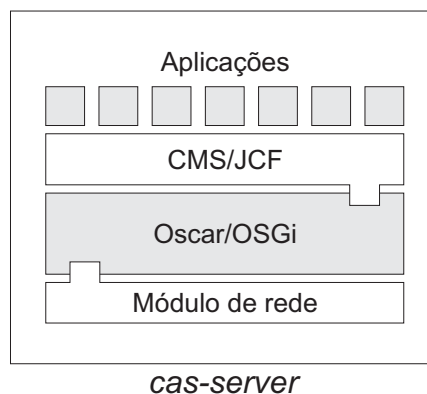 Aplicações
CMS/JCF
Oscar/OSGi
Módulo de rede
cas-server